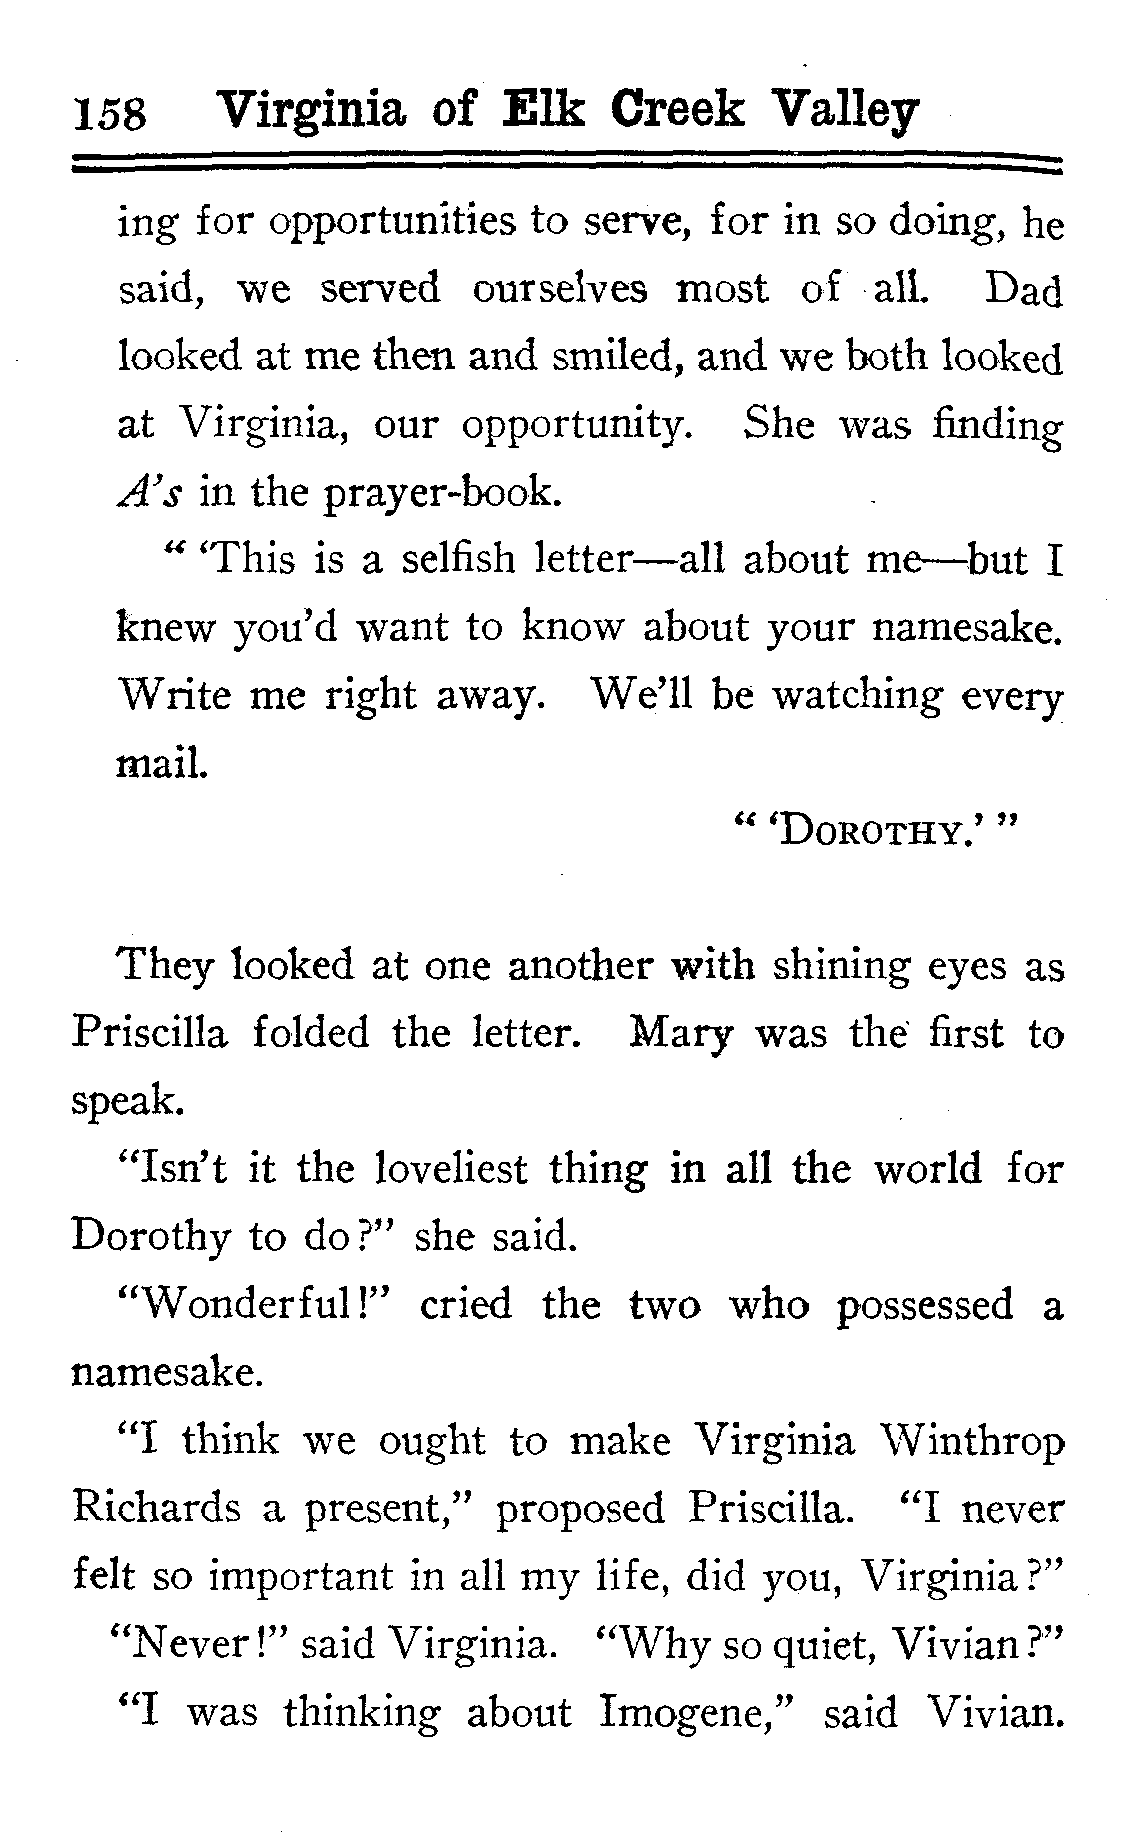 158 Virginia of Elk Creek Valley
ing for opportunities to serve, for in so doing, he
said, we served ourselves most of all. Dad
looked at me then and smiled, and we both looked
at Virginia, our opportunity. She was finding
A's in the prayer-book.
" 'This is a selfish letter—all about me—but I
knew you'd want to know about your namesake.
Write me right away. We'll be watching every
mail.
" 'DOROTHY.' "
They looked at one another with shining eyes as
Priscilla folded the letter. Mary was the first to
speak.
"Isn't it the loveliest thing in all the world for
Dorothy to do?" she said.
"Wonderful!" cried the two who possessed a
namesake.
"I think we ought to make Virginia Winthrop
Richards a present," proposed Priscilla. "I never
felt so important in all my life, did you, Virginia?"
"Never!" said Virginia. "Why so quiet, Vivian?"
"I was thinking about Imogene," said Vivian.